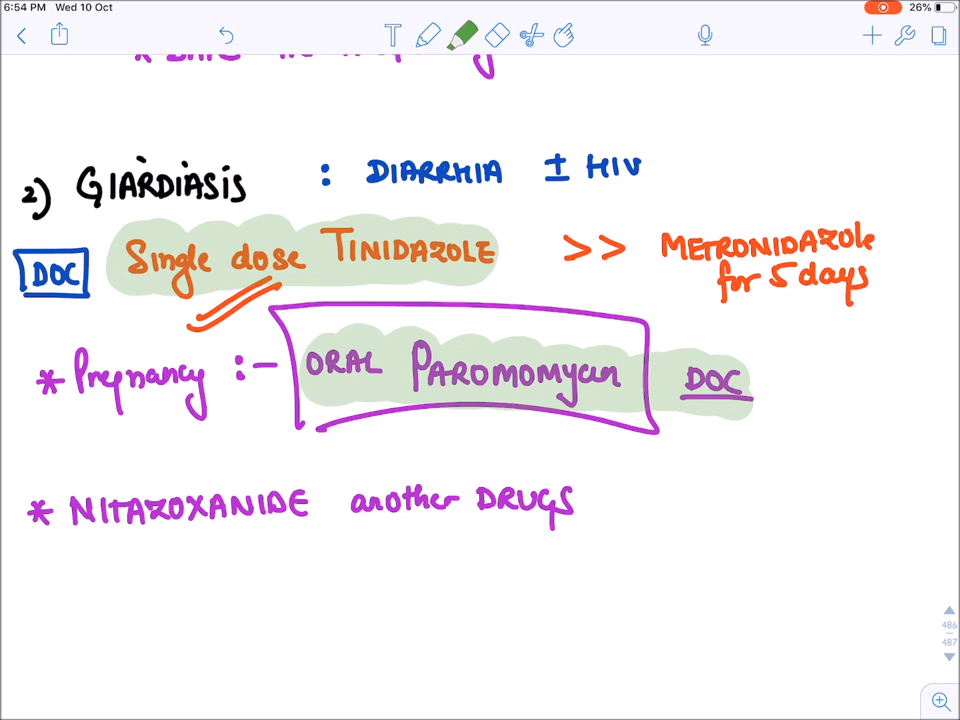 6:54 PM Wed 10 Oct
26%
2) GIARDIASIS : DIARRHIA ± HIV
DOC Single dose TINIDAZOLE >> METRONIDAZOLE
for 5 days
* Pregnancy :- ORAL PAROMOMYCIN DOC
* NITAZOXANIDE another DRUGS
486
487